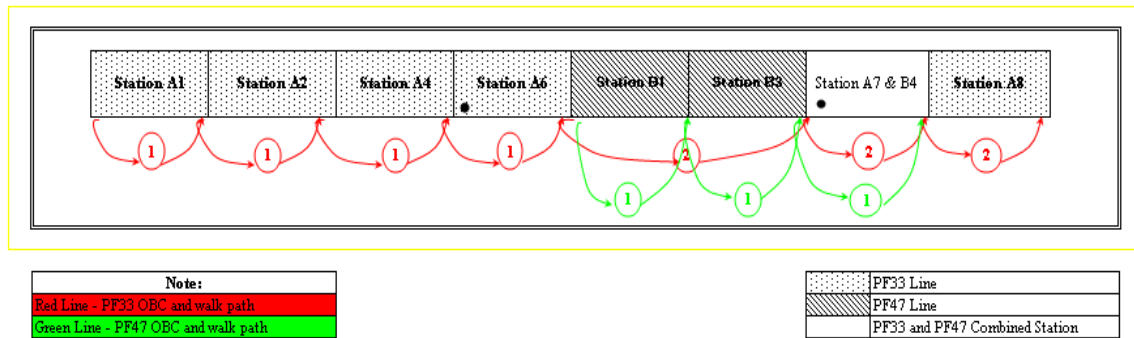 Station A1 Station A2 Station A4 Station A6 Station B1 Station B3 Station A7 & B4 Station A8
1 1 1 1 2 2 2
1 1 1
Note:
Red Line - PF33 OBC and walk path
Green Line - PF47 OBC and walk path
PF33 Line
PF47 Line
PF33 and PF47 Combined Station